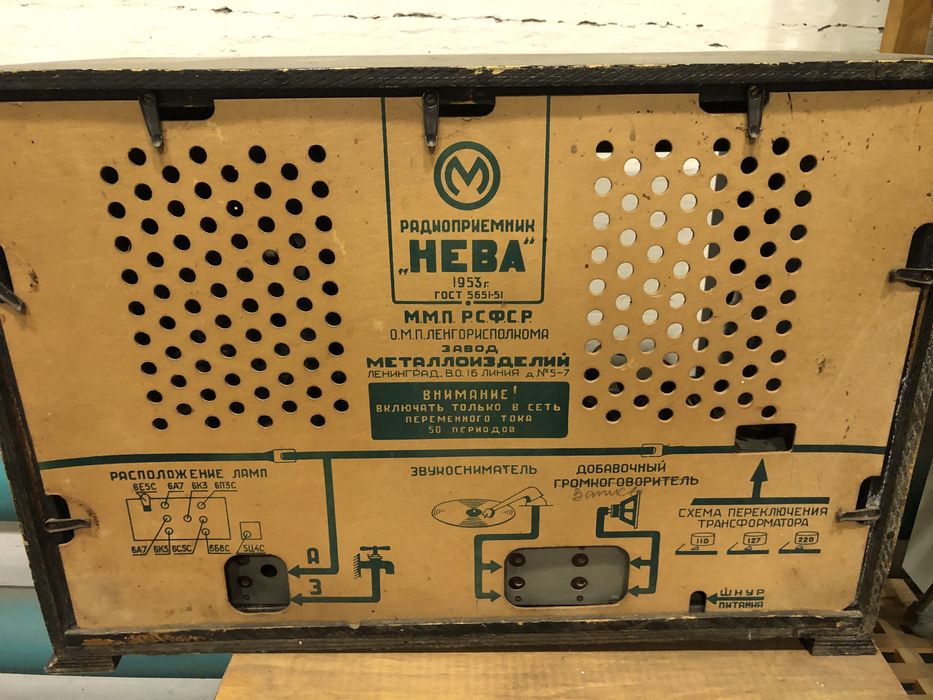 М
РАДИОПРИЕМНИК
„НЕВА“
1953г.
ГОСТ 5651-51
М.М.П. Р.С.Ф.С.Р.
О.М.П. ЛЕНГОРИСПОЛКОМА
ЗАВОД
МЕТАЛЛОИЗДЕЛИЙ
ЛЕНИНГРАД, В.О. 16 ЛИНИЯ д. №5-7
ВНИМАНИЕ!
ВКЛЮЧАТЬ ТОЛЬКО В СЕТЬ
ПЕРЕМЕННОГО ТОКА
50 ПЕРИОДОВ
РАСПОЛОЖЕНИЕ ЛАМП
6Е5С 6А7 6К3 6П3С
6А7 6К3 6С5С 6Б8С 5Ц4С
А
З
ЗВУКОСНИМАТЕЛЬ
ДОБАВОЧНЫЙ
ГРОМКОГОВОРИТЕЛЬ
СХЕМА ПЕРЕКЛЮЧЕНИЯ
ТРАНСФОРМАТОРА
110 127 220
ШНУР
ПИТАНИЯ